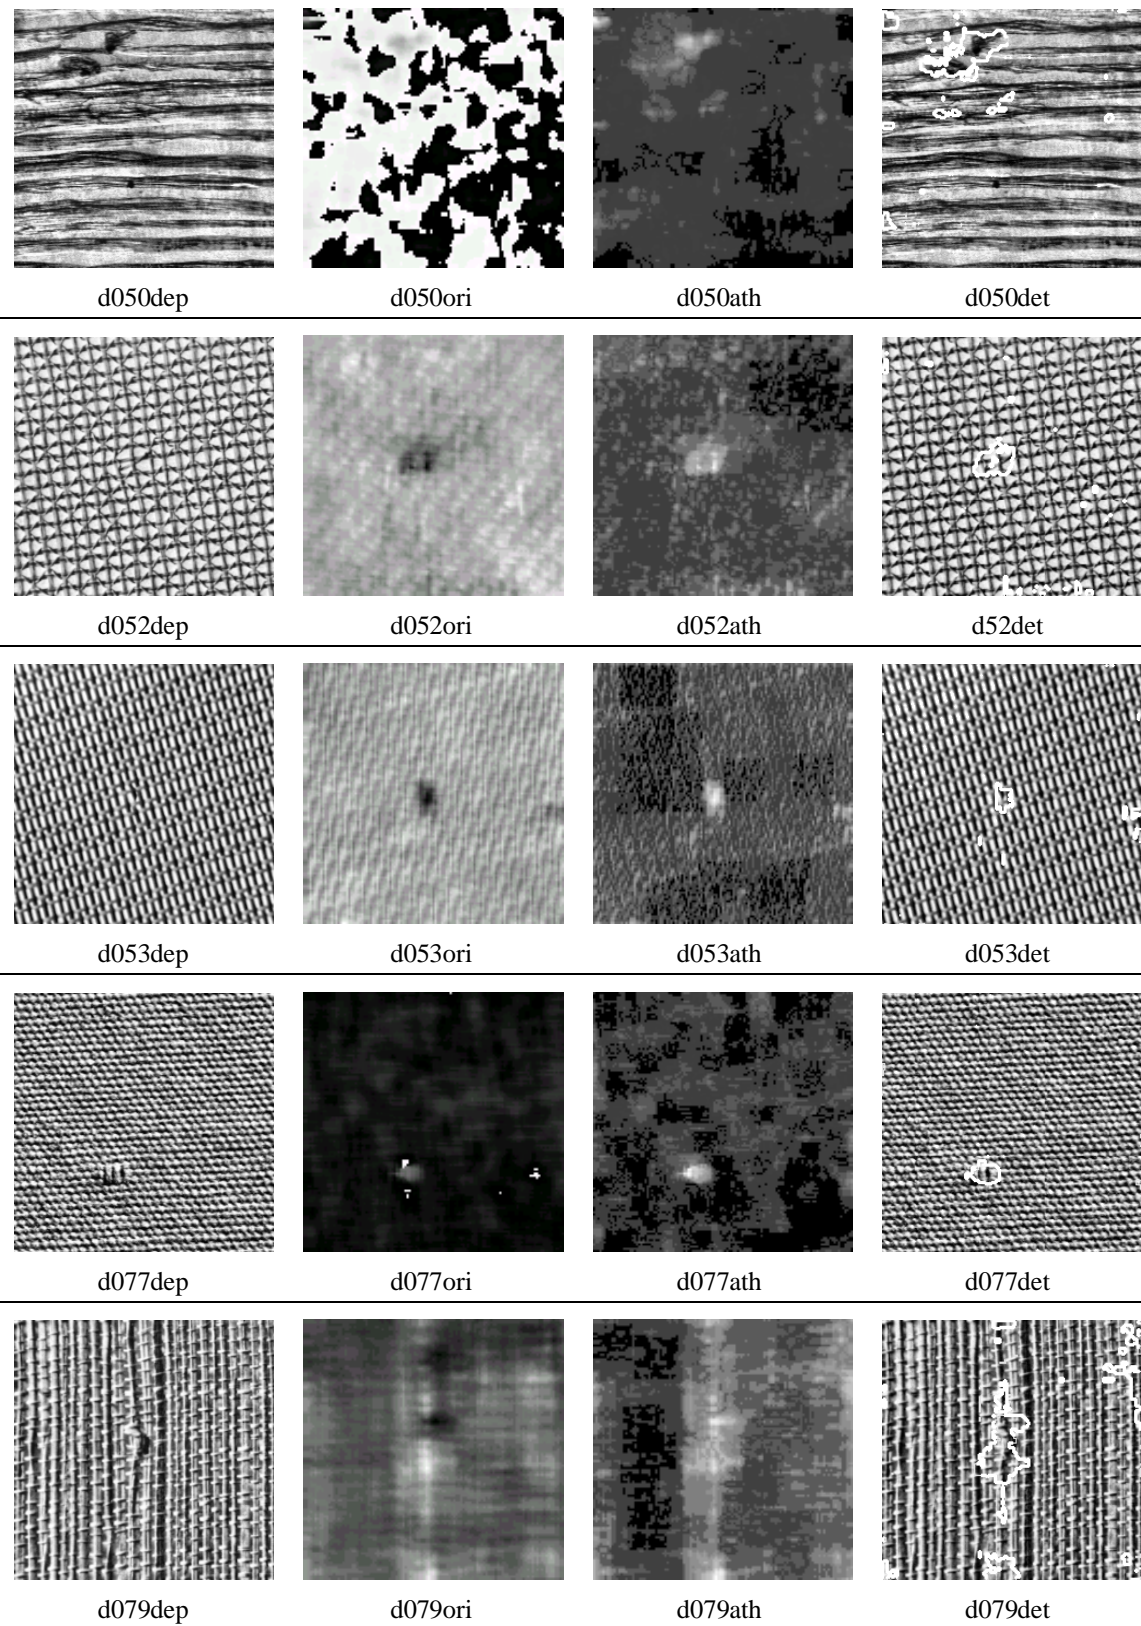 d050dep d050ori d050ath d050det
d052dep d052ori d052ath d52det
d053dep d053ori d053ath d053det
d077dep d077ori d077ath d077det
d079dep d079ori d079ath d079det